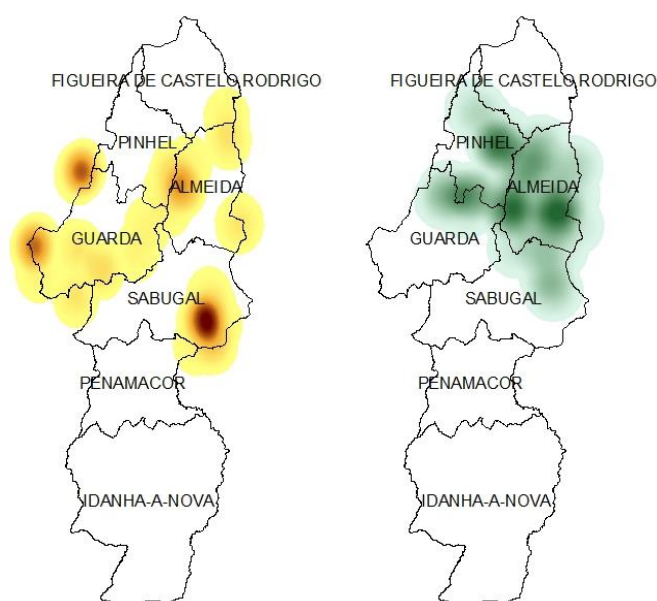 FIGUEIRA DE CASTELO RODRIGO
PINHEL
ALMEIDA
GUARDA
SABUGAL
PENAMACOR
IDANHA-A-NOVA
FIGUEIRA DE CASTELO RODRIGO
PINHEL
ALMEIDA
GUARDA
SABUGAL
PENAMACOR
IDANHA-A-NOVA